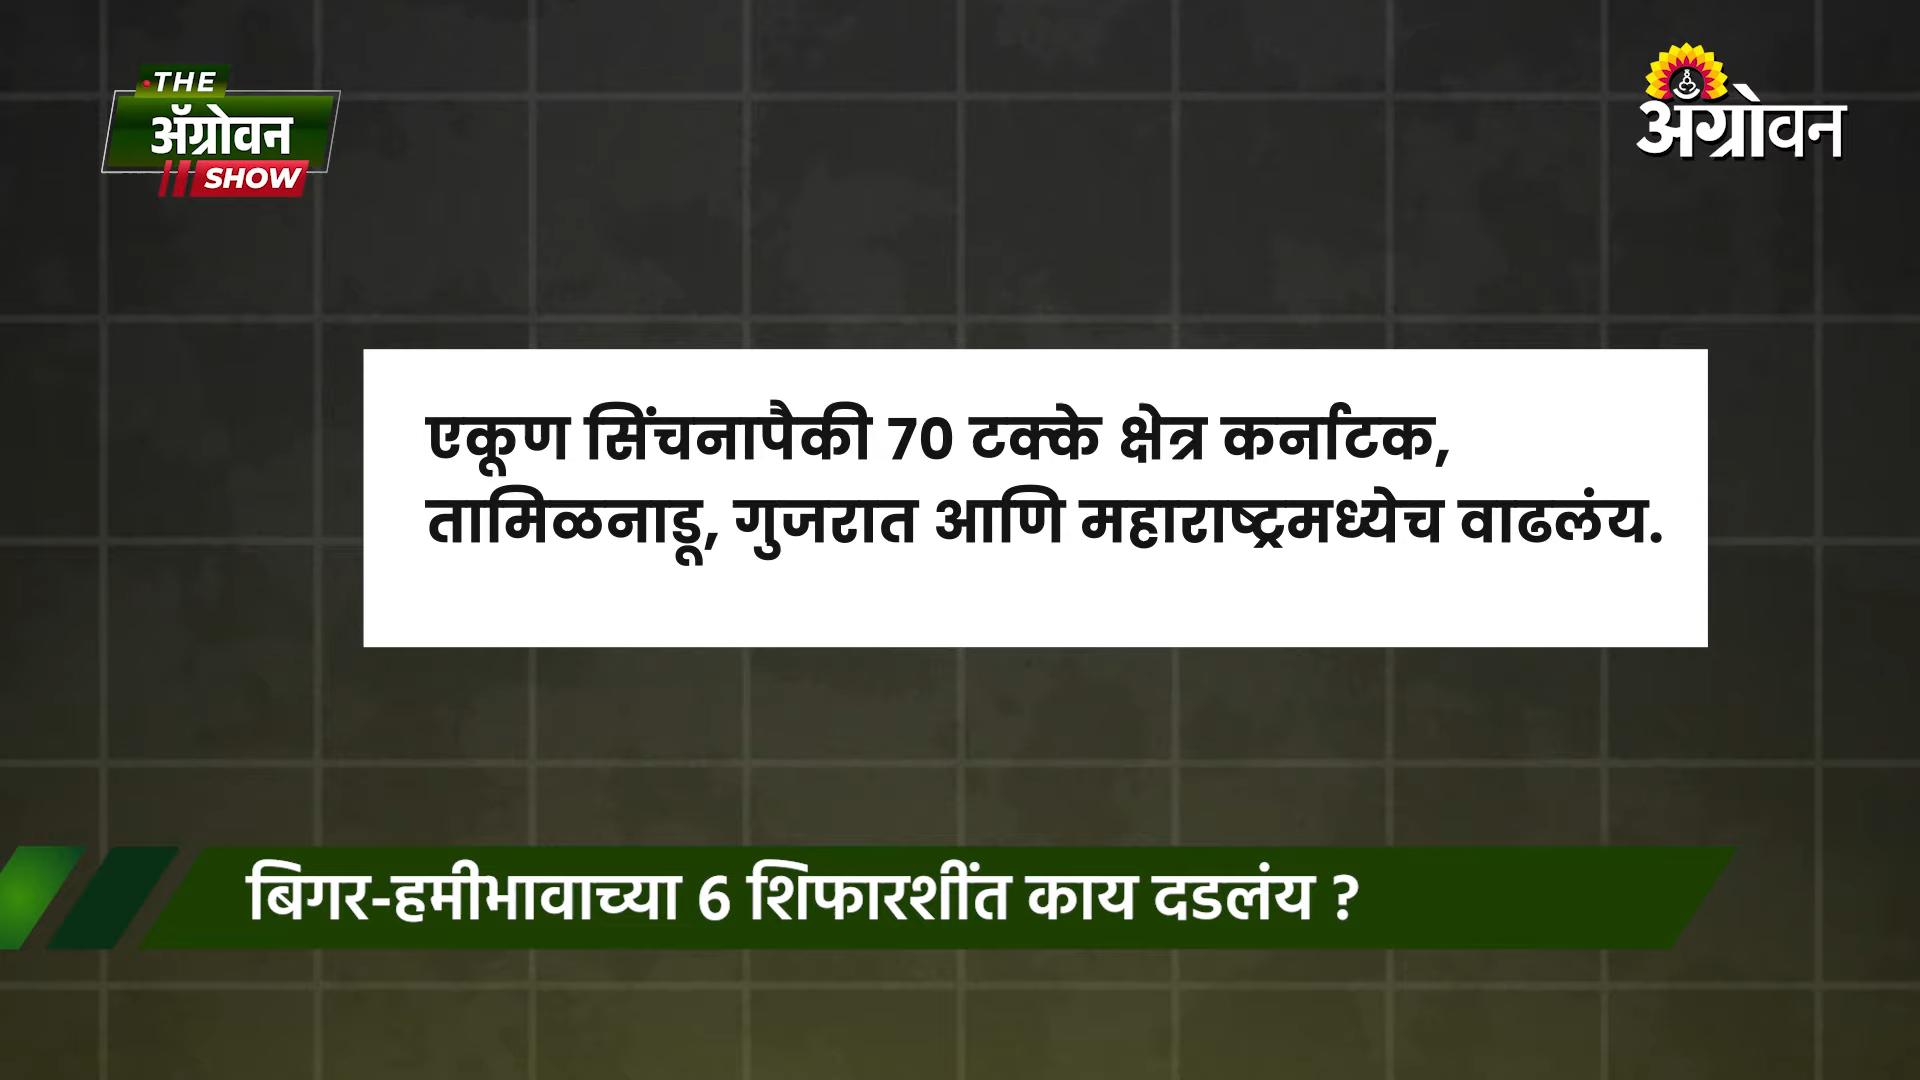 THE
ॲग्रोवन
SHOW
अॅग्रोवन
एकूण सिंचनापैकी 70 टक्के क्षेत्र कर्नाटक,
तामिळनाडू, गुजरात आणि महाराष्ट्रमध्येच वाढलंय.
बिगर-हमीभावाच्या 6 शिफारशींत काय दडलंय ?